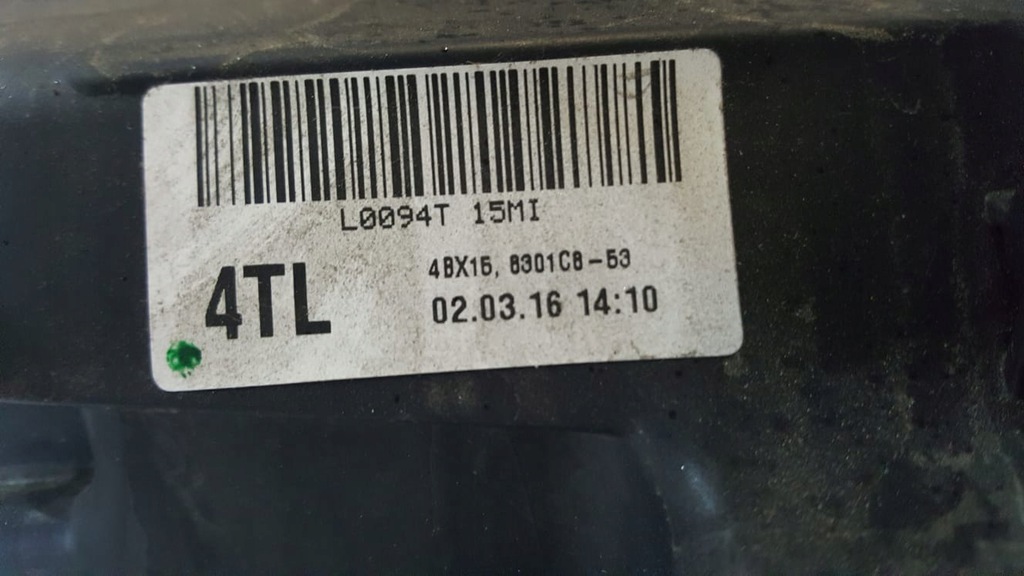 L0094T 15MI
4TL
4BX15, 8301C8-53
02.03.16 14:10